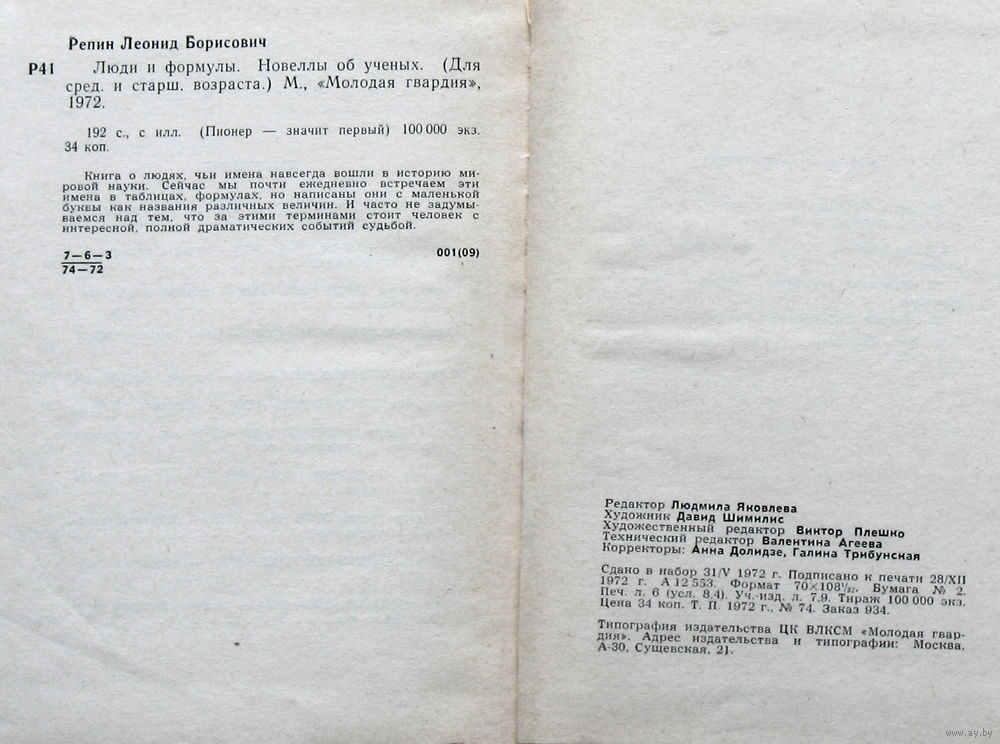 Репин Леонид Борисович
Р41 Люди и формулы. Новеллы об ученых. (Для
сред. и старш. возраста.) М., «Молодая гвардия»,
1972.
192 с., с илл. (Пионер — значит первый) 100 000 экз.
34 коп.
Книга о людях, чьи имена навсегда вошли в историю ми-
ровой науки. Сейчас мы почти ежедневно встречаем эти
имена в таблицах, формулах, но написаны они с маленькой
буквы как названия различных величин. И часто не задумы-
ваемся над тем, что за этими терминами стоит человек с
интересной, полной драматических событий судьбой.
7—6—3
74—72
001(09)
Редактор Людмила Яковлева
Художник Давид Шимилис
Художественный редактор Виктор Плешко
Технический редактор Валентина Агеева
Корректоры: Анна Долидзе, Галина Трибунская
Сдано в набор 31/V 1972 г. Подписано к печати 28/XII
1972 г. А 12 553. Формат 70×108¹/₃₂. Бумага № 2.
Печ. л. 6 (усл. 8,4). Уч.-изд. л. 7,9. Тираж 100 000 экз.
Цена 34 коп. Т. П. 1972 г., № 74. Заказ 934.
Типография издательства ЦК ВЛКСМ «Молодая гвар-
дия». Адрес издательства и типографии: Москва,
А-30, Сущевская, 21.
www.ay.by